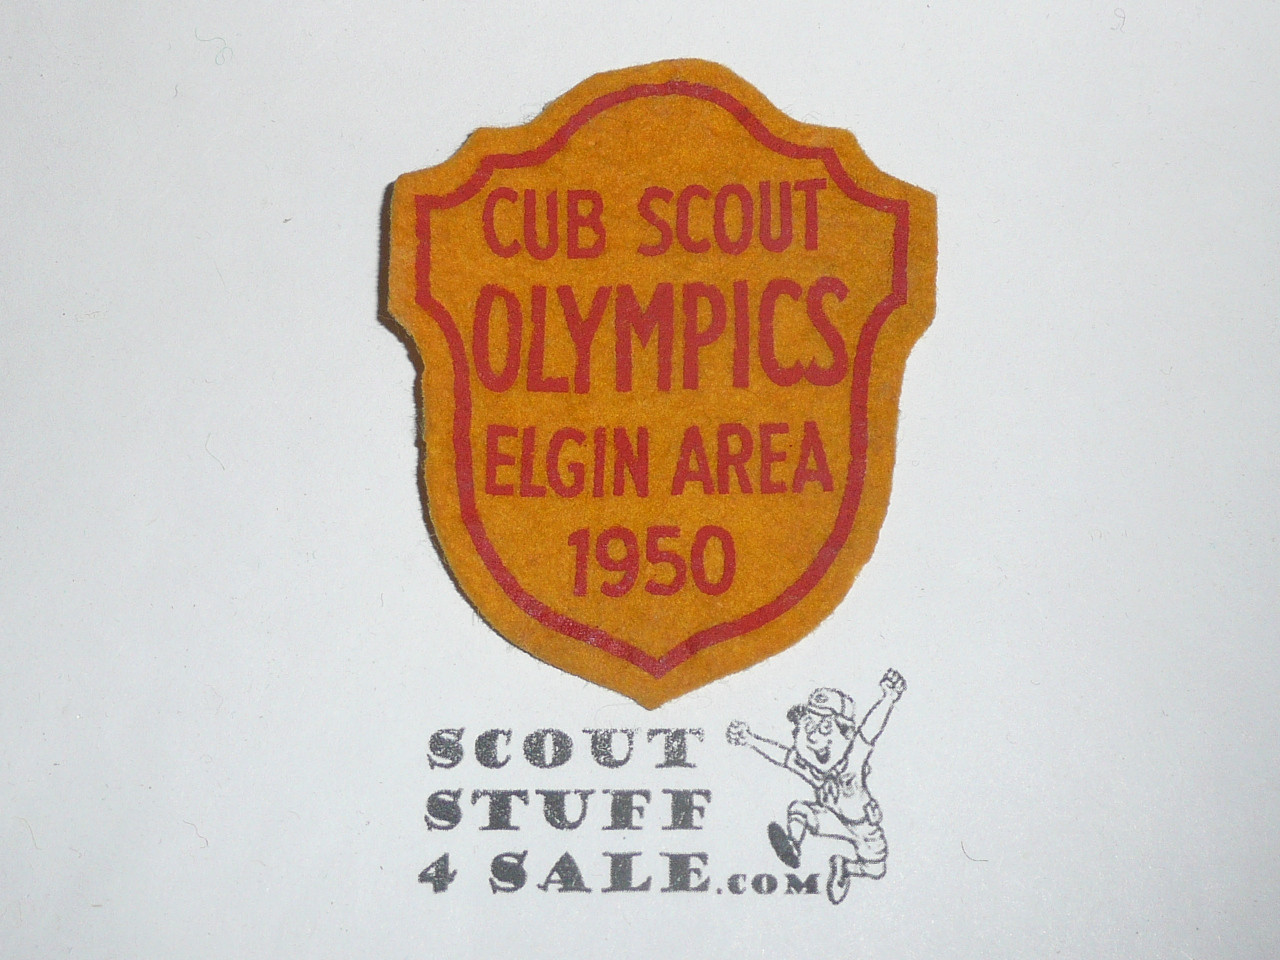 CUB SCOUT
OLYMPICS
ELGIN AREA
1950
SCOUT
STUFF
4 SALE.COM